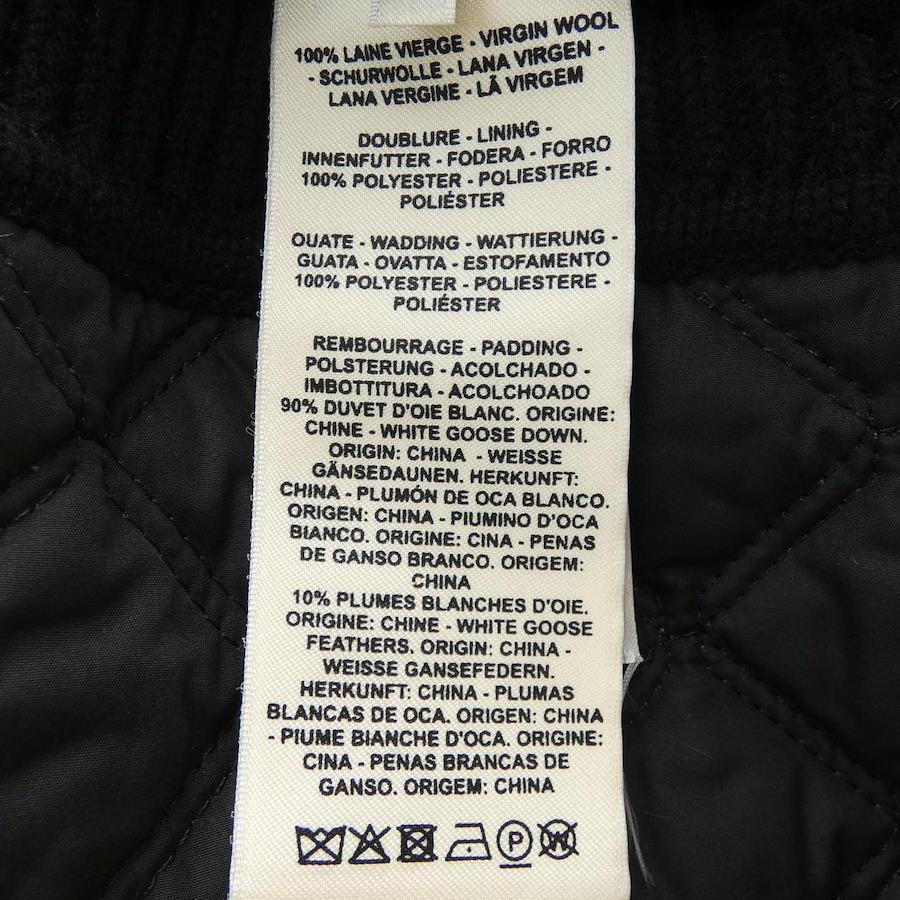 100% LAINE VIERGE - VIRGIN WOOL
- SCHURWOLLE - LANA VIRGEN -
LANA VERGINE - LÃ VIRGEM
DOUBLURE - LINING -
INNENFUTTER - FODERA - FORRO
100% POLYESTER - POLIESTERE -
POLIÉSTER
OUATE - WADDING - WATTIERUNG -
GUATA - OVATTA - ESTOFAMENTO
100% POLYESTER - POLIESTERE -
POLIÉSTER
REMBOURRAGE - PADDING -
POLSTERUNG - ACOLCHADO -
IMBOTTITURA - ACOLCHOADO
90% DUVET D'OIE BLANC. ORIGINE:
CHINE - WHITE GOOSE DOWN.
ORIGIN: CHINA - WEISSE
GÄNSEDAUNEN. HERKUNFT:
CHINA - PLUMÓN DE OCA BLANCO.
ORIGEN: CHINA - PIUMINO D'OCA
BIANCO. ORIGINE: CINA - PENAS
DE GANSO BRANCO. ORIGEM:
CHINA
10% PLUMES BLANCHES D'OIE.
ORIGINE: CHINE - WHITE GOOSE
FEATHERS. ORIGIN: CHINA -
WEISSE GANSEFEDERN.
HERKUNFT: CHINA - PLUMAS
BLANCAS DE OCA. ORIGEN: CHINA
- PIUME BIANCHE D'OCA. ORIGINE:
CINA - PENAS BRANCAS DE
GANSO. ORIGEM: CHINA
P W